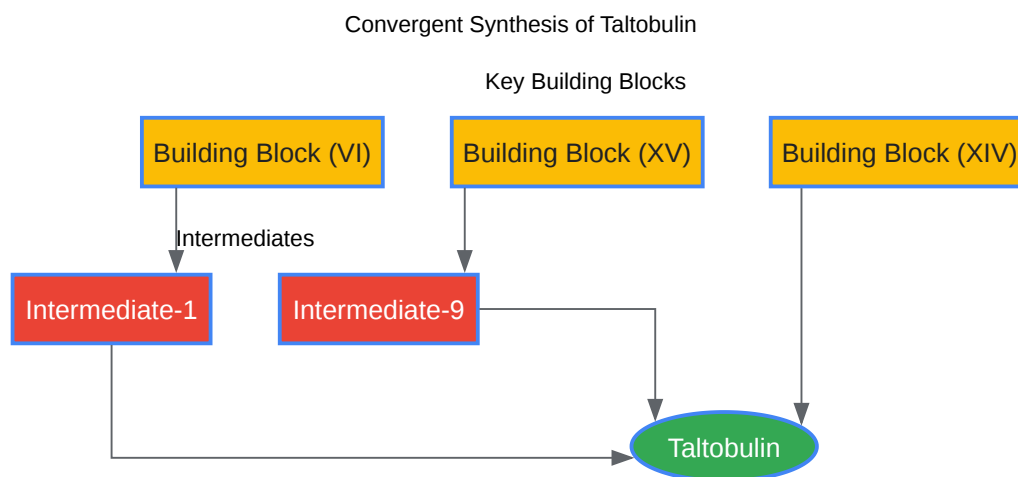 Convergent Synthesis of Taltobulin
Key Building Blocks
Building Block (VI)
Building Block (XV)
Building Block (XIV)
Intermediates
Intermediate-1
Intermediate-9
Taltobulin